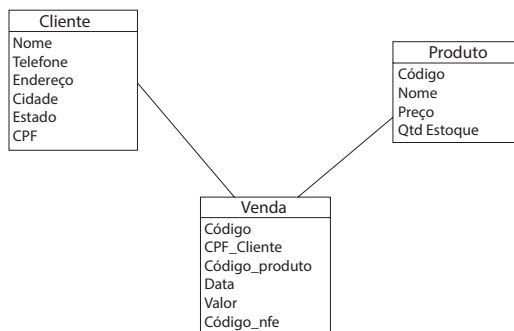 Cliente
Nome
Telefone
Endereço
Cidade
Estado
CPF
Produto
Código
Nome
Preço
Qtd Estoque
Venda
Código
CPF_Cliente
Código_produto
Data
Valor
Código_nfe